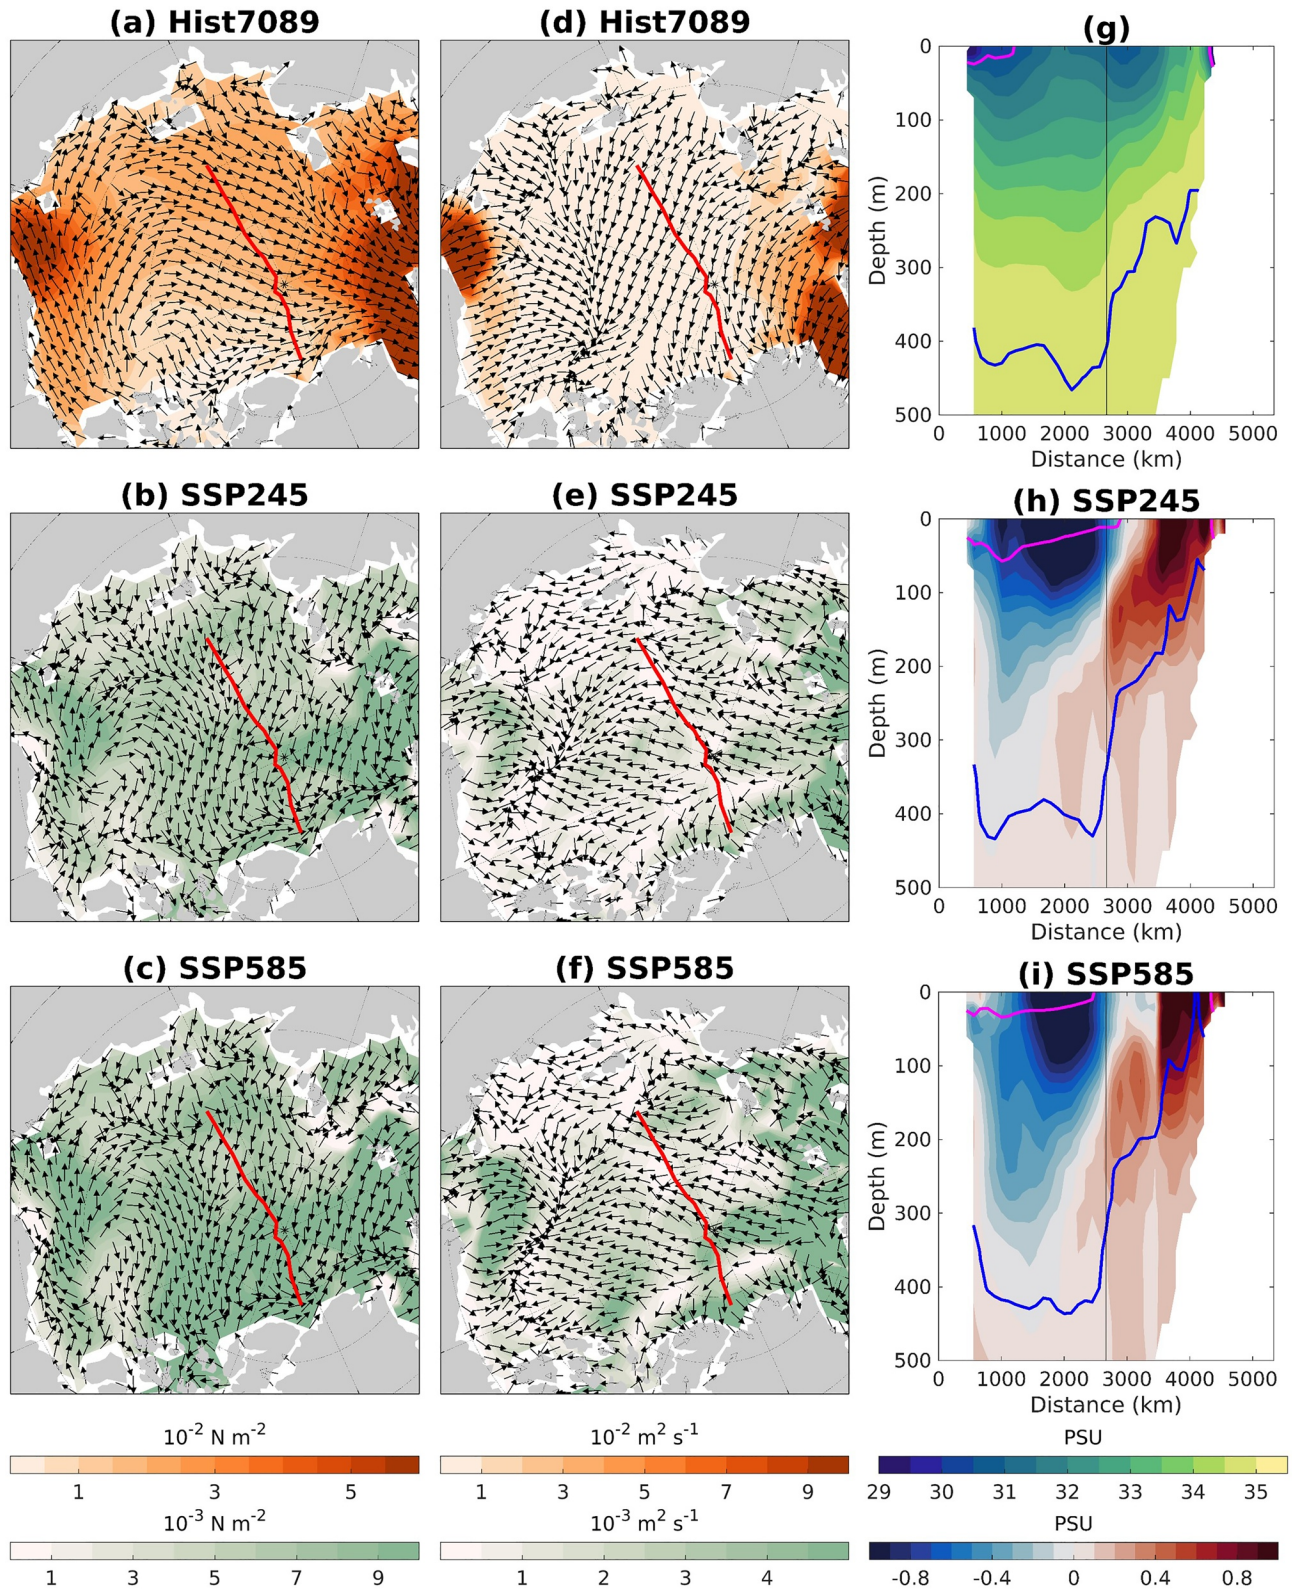 (a) Hist7089
(d) Hist7089
(g)
0
100
200
300
400
500
Depth (m)
0 1000 2000 3000 4000 5000
Distance (km)
(b) SSP245
(e) SSP245
(h) SSP245
0
100
200
300
400
500
Depth (m)
0 1000 2000 3000 4000 5000
Distance (km)
(c) SSP585
(f) SSP585
(i) SSP585
0
100
200
300
400
500
Depth (m)
0 1000 2000 3000 4000 5000
Distance (km)
10⁻² N m⁻²
10⁻² m² s⁻¹
PSU
1 3 5
1 3 5 7 9
29 30 31 32 33 34 35
10⁻³ N m⁻²
10⁻³ m² s⁻¹
PSU
1 3 5 7 9
1 2 3 4
-0.8 -0.4 0 0.4 0.8